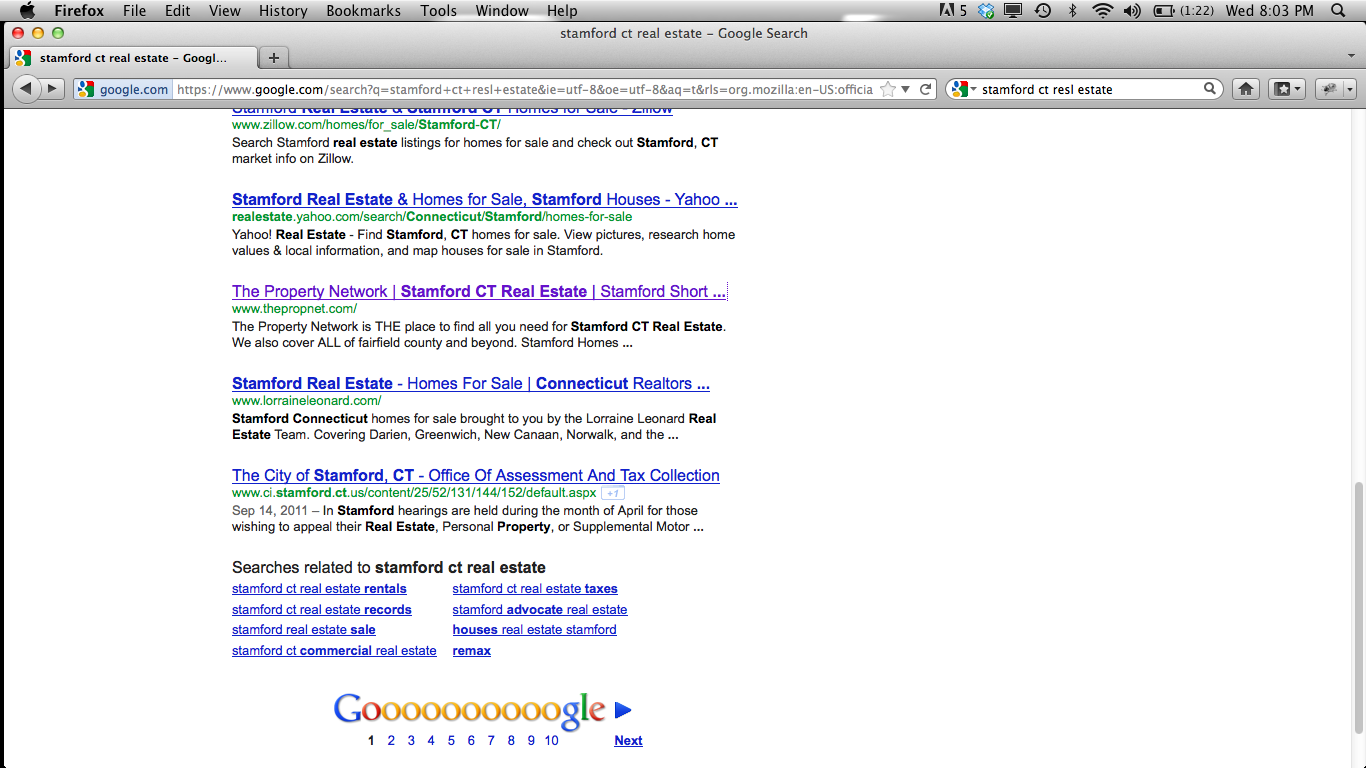 Firefox File Edit View History Bookmarks Tools Window Help 5 (1:22) Wed 8:03 PM
stamford ct real estate – Google Search
stamford ct real estate – Googl... +
google.com https://www.google.com/search?q=stamford+ct+resl+estate&ie=utf-8&oe=utf-8&aq=t&rls=org.mozilla:en-US:officia stamford ct resl estate
Stamford Real Estate & Stamford CT Homes for Sale - Zillow
www.zillow.com/homes/for_sale/Stamford-CT/
Search Stamford real estate listings for homes for sale and check out Stamford, CT
market info on Zillow.
Stamford Real Estate & Homes for Sale, Stamford Houses - Yahoo ...
realestate.yahoo.com/search/Connecticut/Stamford/homes-for-sale
Yahoo! Real Estate - Find Stamford, CT homes for sale. View pictures, research home
values & local information, and map houses for sale in Stamford.
The Property Network | Stamford CT Real Estate | Stamford Short ...
www.thepropnet.com/
The Property Network is THE place to find all you need for Stamford CT Real Estate.
We also cover ALL of fairfield county and beyond. Stamford Homes ...
Stamford Real Estate - Homes For Sale | Connecticut Realtors ...
www.lorraineleonard.com/
Stamford Connecticut homes for sale brought to you by the Lorraine Leonard Real
Estate Team. Covering Darien, Greenwich, New Canaan, Norwalk, and the ...
The City of Stamford, CT - Office Of Assessment And Tax Collection
www.ci.stamford.ct.us/content/25/52/131/144/152/default.aspx +1
Sep 14, 2011 – In Stamford hearings are held during the month of April for those
wishing to appeal their Real Estate, Personal Property, or Supplemental Motor ...
Searches related to stamford ct real estate
stamford ct real estate rentals stamford ct real estate taxes
stamford ct real estate records stamford advocate real estate
stamford real estate sale houses real estate stamford
stamford ct commercial real estate remax
Goooooooooogle
1 2 3 4 5 6 7 8 9 10 Next